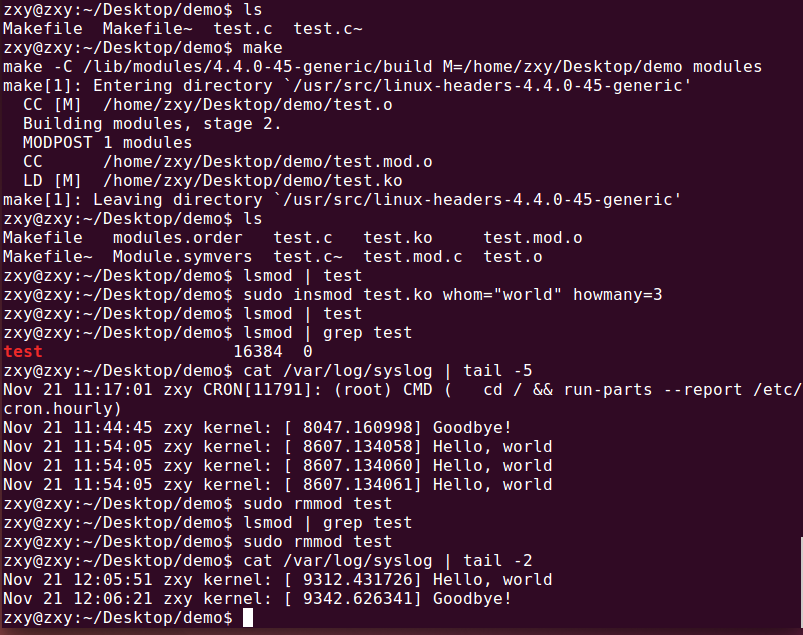 zxy@zxy:~/Desktop/demo$ ls
Makefile  Makefile~  test.c  test.c~
zxy@zxy:~/Desktop/demo$ make
make -C /lib/modules/4.4.0-45-generic/build M=/home/zxy/Desktop/demo modules
make[1]: Entering directory `/usr/src/linux-headers-4.4.0-45-generic'
  CC [M]  /home/zxy/Desktop/demo/test.o
  Building modules, stage 2.
  MODPOST 1 modules
  CC      /home/zxy/Desktop/demo/test.mod.o
  LD [M]  /home/zxy/Desktop/demo/test.ko
make[1]: Leaving directory `/usr/src/linux-headers-4.4.0-45-generic'
zxy@zxy:~/Desktop/demo$ ls
Makefile   modules.order   test.c   test.ko     test.mod.o
Makefile~  Module.symvers  test.c~  test.mod.c  test.o
zxy@zxy:~/Desktop/demo$ lsmod | test
zxy@zxy:~/Desktop/demo$ sudo insmod test.ko whom="world" howmany=3
zxy@zxy:~/Desktop/demo$ lsmod | test
zxy@zxy:~/Desktop/demo$ lsmod | grep test
test                   16384  0
zxy@zxy:~/Desktop/demo$ cat /var/log/syslog | tail -5
Nov 21 11:17:01 zxy CRON[11791]: (root) CMD (   cd / && run-parts --report /etc/
cron.hourly)
Nov 21 11:44:45 zxy kernel: [ 8047.160998] Goodbye!
Nov 21 11:54:05 zxy kernel: [ 8607.134058] Hello, world
Nov 21 11:54:05 zxy kernel: [ 8607.134060] Hello, world
Nov 21 11:54:05 zxy kernel: [ 8607.134061] Hello, world
zxy@zxy:~/Desktop/demo$ sudo rmmod test
zxy@zxy:~/Desktop/demo$ lsmod | grep test
zxy@zxy:~/Desktop/demo$ sudo rmmod test
zxy@zxy:~/Desktop/demo$ cat /var/log/syslog | tail -2
Nov 21 12:05:51 zxy kernel: [ 9312.431726] Hello, world
Nov 21 12:06:21 zxy kernel: [ 9342.626341] Goodbye!
zxy@zxy:~/Desktop/demo$